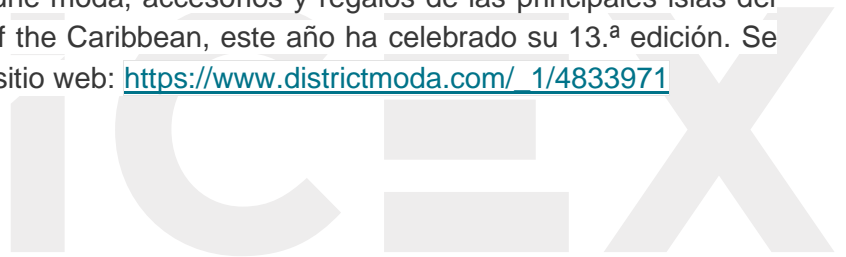 moda, accesorios y regalos de las principales islas del
of the Caribbean, este año ha celebrado su 13.ª edición. Se
sitio web: https://www.districtmoda.com/_1/4833971
ICEX